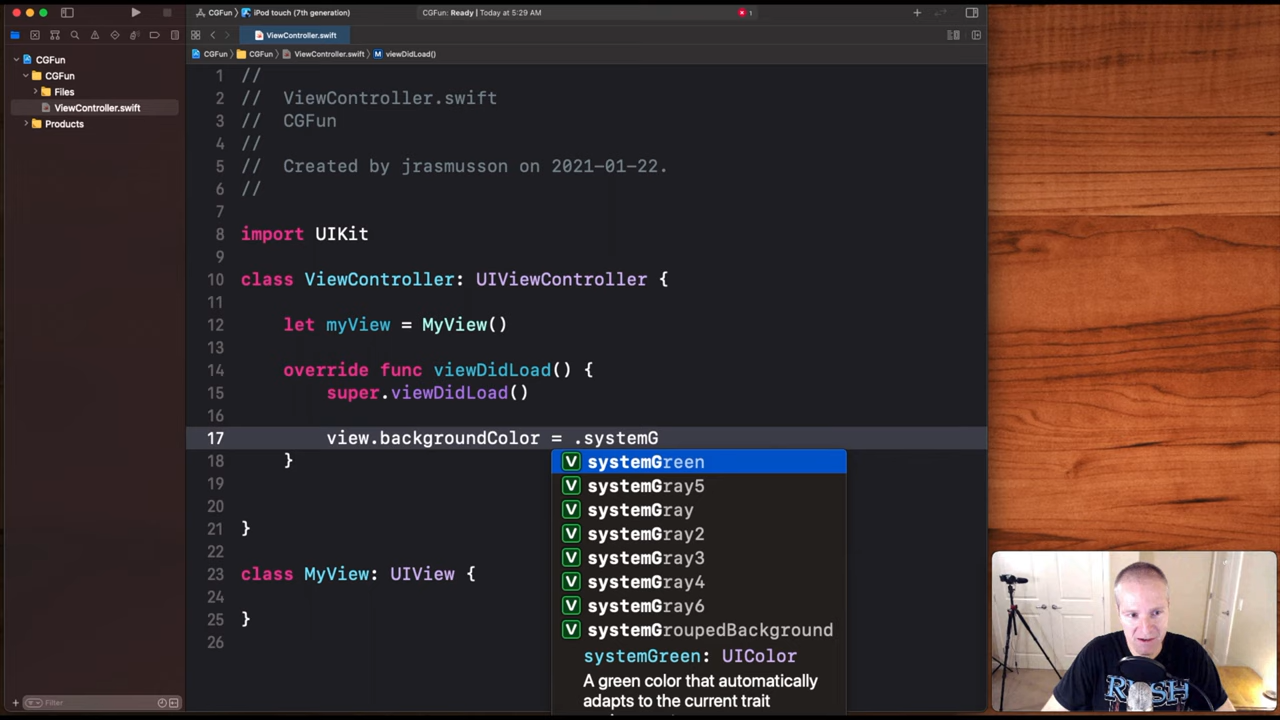 CGFun
iPod touch (7th generation)
CGFun: Ready | Today at 5:29 AM
1
ViewController.swift
CGFun
CGFun
ViewController.swift
M
viewDidLoad()
CGFun
CGFun
Files
ViewController.swift
Products
1 //
2 // ViewController.swift
3 // CGFun
4 //
5 // Created by jrasmusson on 2021-01-22.
6 //
7
8 import UIKit
9
10 class ViewController: UIViewController {
11
12 let myView = MyView()
13
14 override func viewDidLoad() {
15 super.viewDidLoad()
16
17 view.backgroundColor = .systemG
18 }
19
20
21 }
22
23 class MyView: UIView {
24
25 }
26
V systemGreen
V systemGray5
V systemGray
V systemGray2
V systemGray3
V systemGray4
V systemGray6
V systemGroupedBackground
systemGreen: UIColor
A green color that automatically
adapts to the current trait
Filter
RUSH